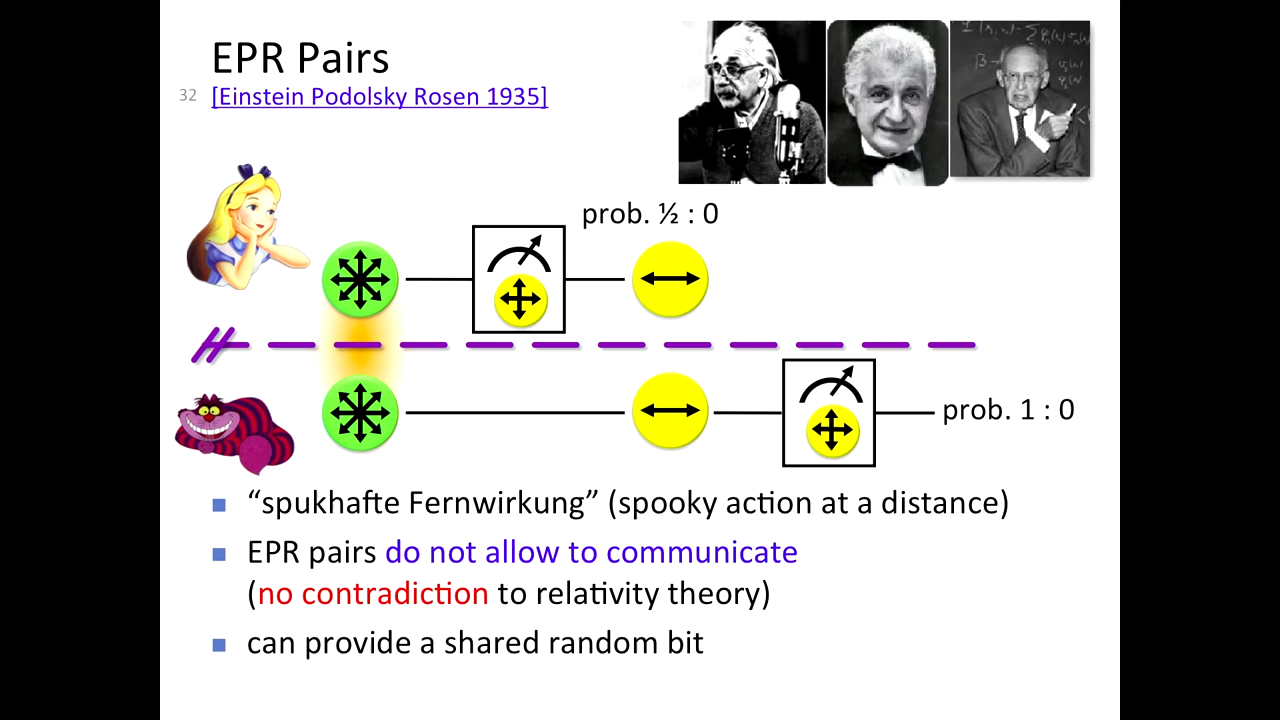 EPR Pairs
32 [Einstein Podolsky Rosen 1935]
prob. ½ : 0
prob. 1 : 0
“spukhafte Fernwirkung” (spooky action at a distance)
EPR pairs do not allow to communicate
(no contradiction to relativity theory)
can provide a shared random bit